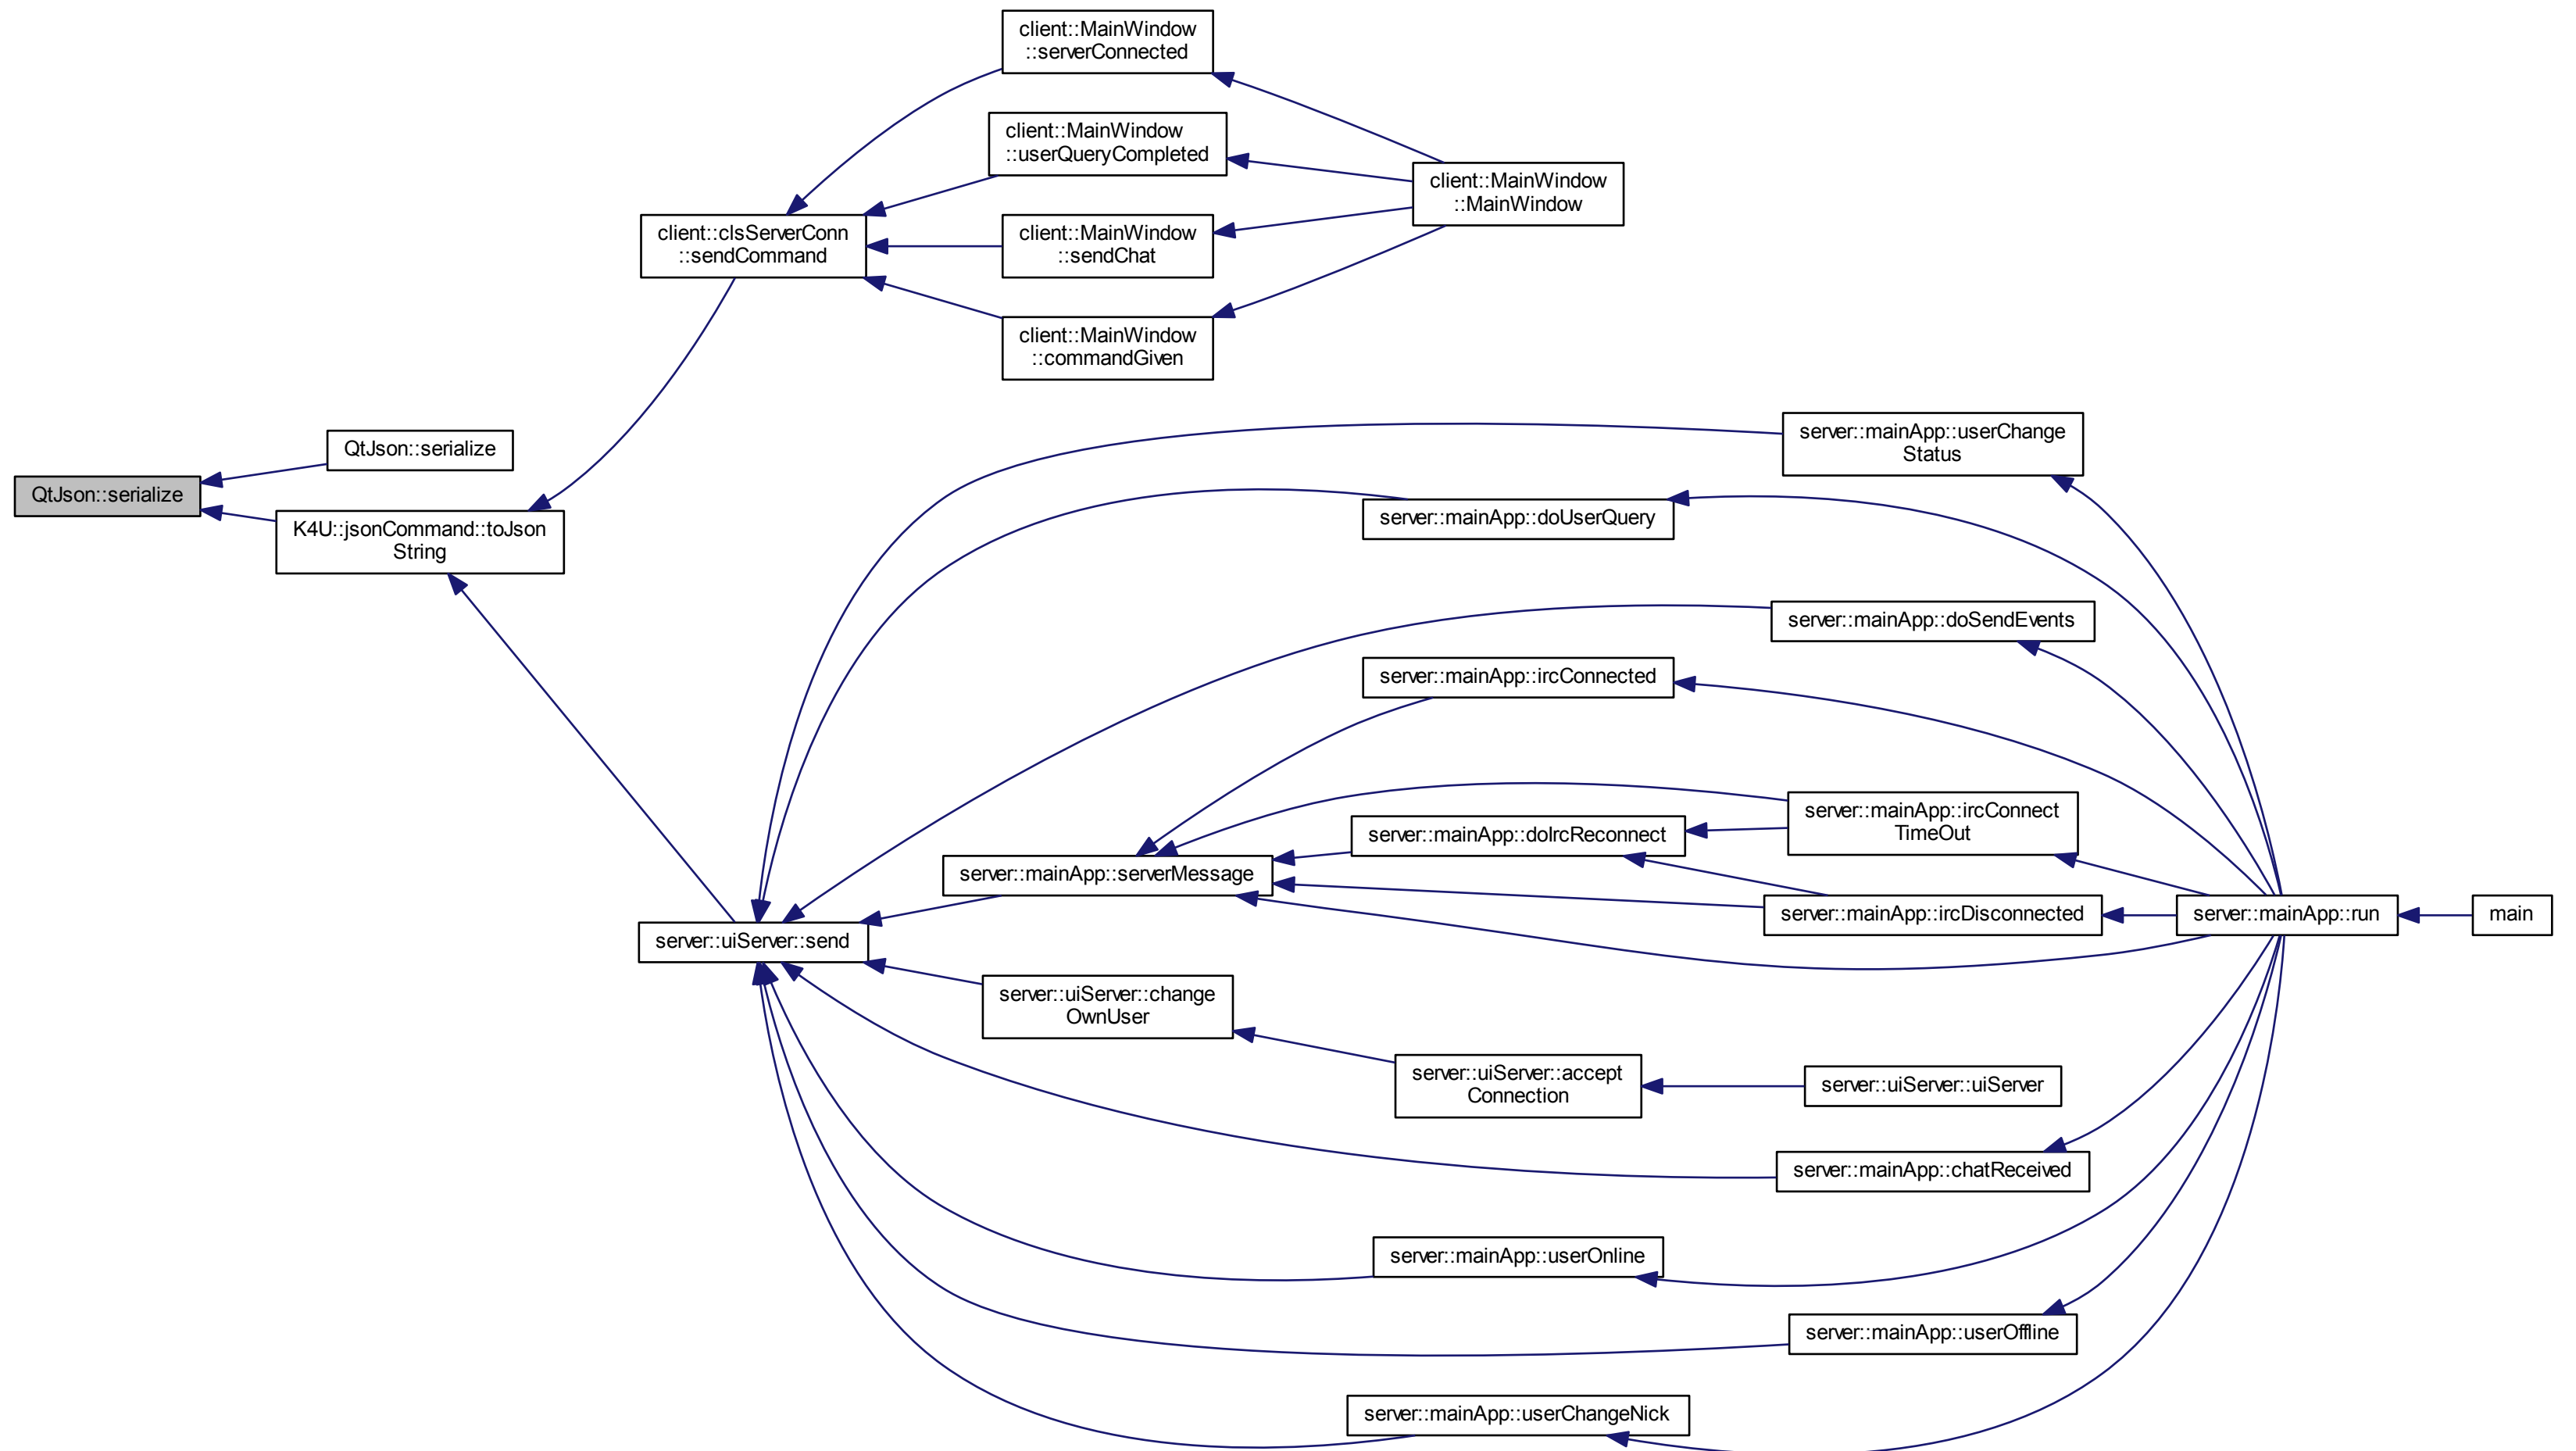 client::MainWindow
::serverConnected
client::MainWindow
::userQueryCompleted
client::MainWindow
::MainWindow
client::clsServerConn
::sendCommand
client::MainWindow
::sendChat
client::MainWindow
::commandGiven
QtJson::serialize
QtJson::serialize
K4U::jsonCommand::toJson
String
server::mainApp::userChange
Status
server::mainApp::doUserQuery
server::mainApp::doSendEvents
server::mainApp::ircConnected
server::mainApp::ircConnect
TimeOut
server::mainApp::doIrcReconnect
server::mainApp::serverMessage
server::mainApp::ircDisconnected
server::mainApp::run
main
server::uiServer::send
server::uiServer::change
OwnUser
server::uiServer::accept
Connection
server::uiServer::uiServer
server::mainApp::chatReceived
server::mainApp::userOnline
server::mainApp::userOffline
server::mainApp::userChangeNick